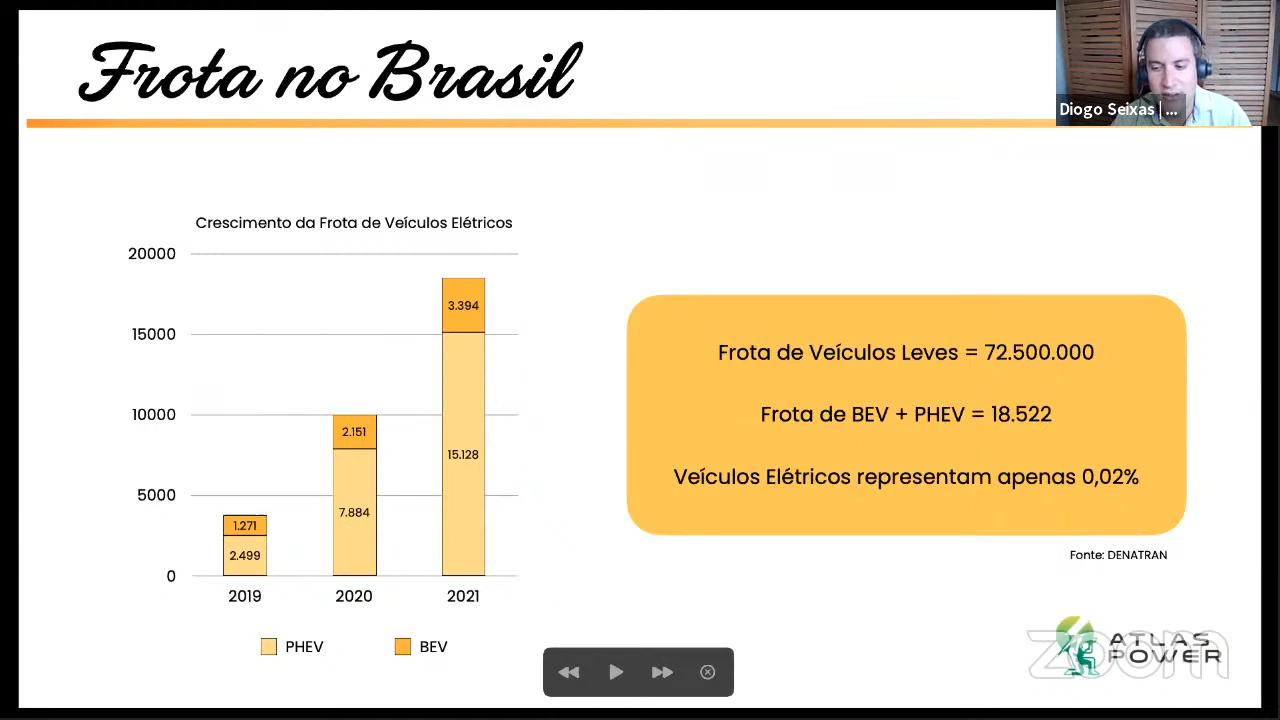 Frota no Brasil
Diogo Seixas | ...
Crescimento da Frota de Veículos Elétricos
20000
15000
10000
5000
0
3.394
15.128
2.151
7.884
1.271
2.499
2019 2020 2021
PHEV BEV
Frota de Veículos Leves = 72.500.000
Frota de BEV + PHEV = 18.522
Veículos Elétricos representam apenas 0,02%
Fonte: DENATRAN
ATLAS
POWER
zoom